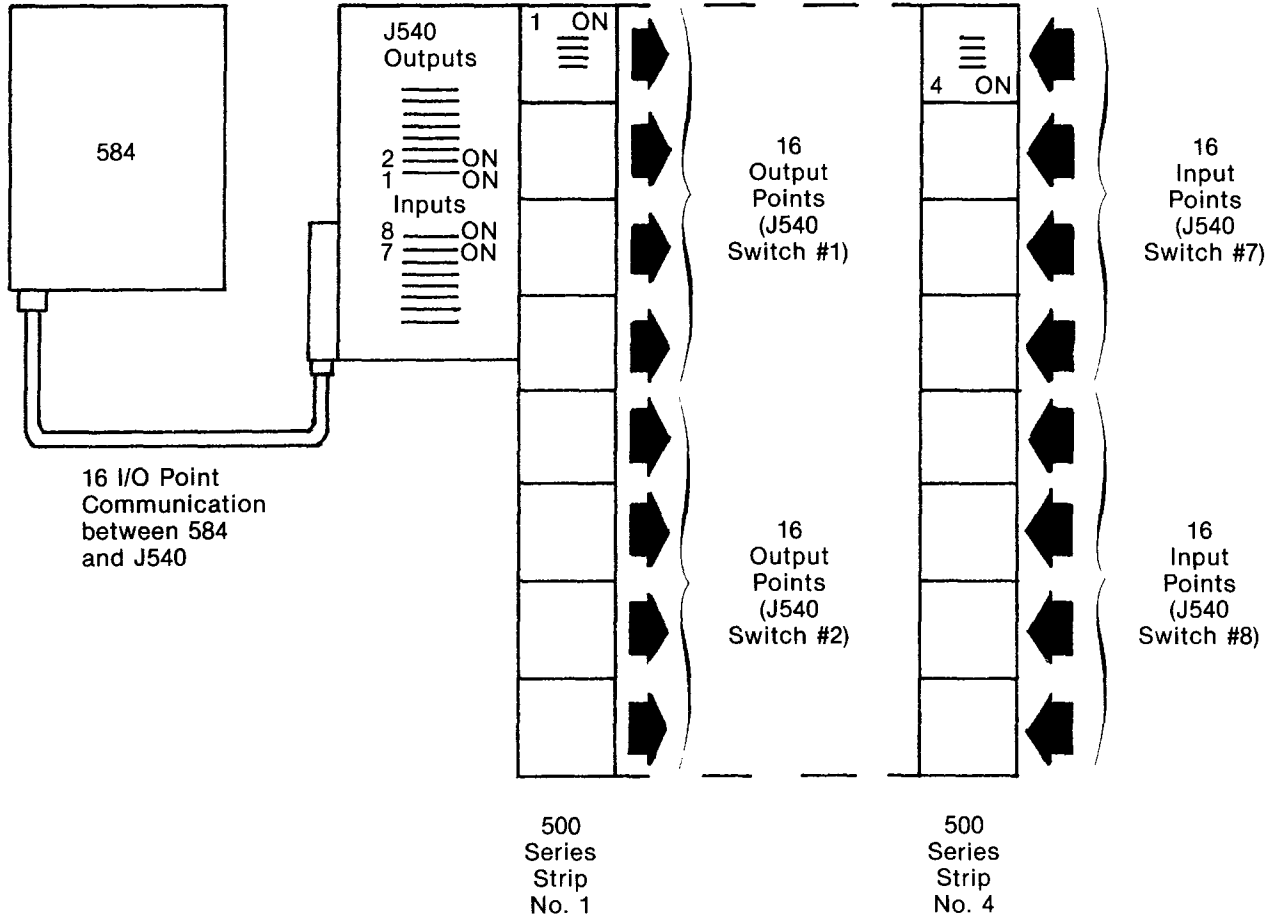 584
J540
Outputs
2 ON
1 ON
Inputs
8 ON
7 ON
1 ON
16
Output
Points
(J540
Switch #1)
4 ON
16
Input
Points
(J540
Switch #7)
16 I/O Point
Communication
between 584
and J540
16
Output
Points
(J540
Switch #2)
16
Input
Points
(J540
Switch #8)
500
Series
Strip
No. 1
500
Series
Strip
No. 4